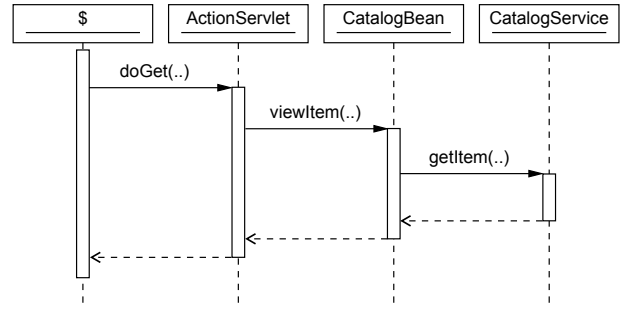 $
ActionServlet
CatalogBean
CatalogService
doGet(..)
viewItem(..)
getItem(..)